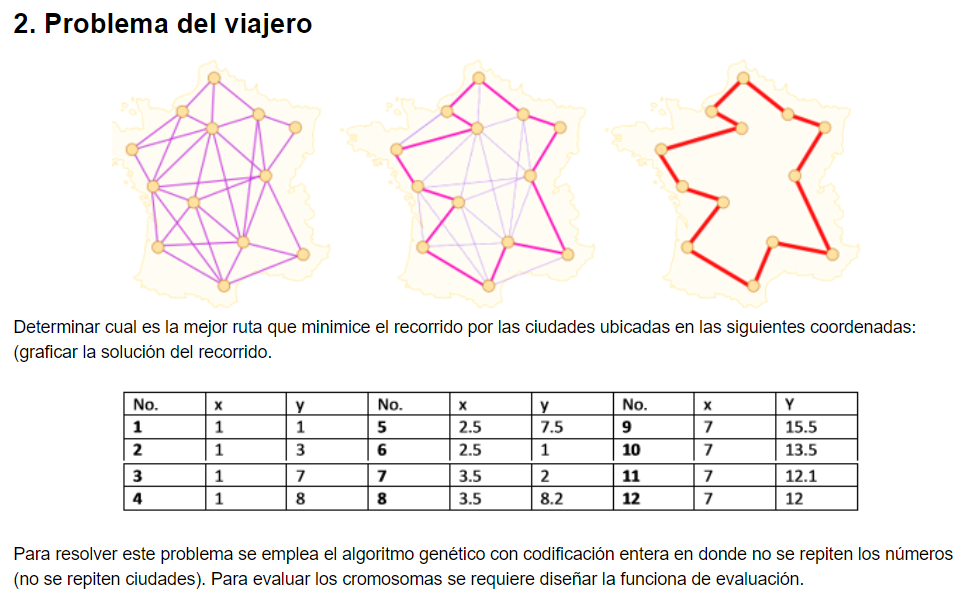 2. Problema del viajero
Determinar cual es la mejor ruta que minimice el recorrido por las ciudades ubicadas en las siguientes coordenadas:
(graficar la solución del recorrido.
No. x y No. x y No. x Y
1 1 1 5 2.5 7.5 9 7 15.5
2 1 3 6 2.5 1 10 7 13.5
3 1 7 7 3.5 2 11 7 12.1
4 1 8 8 3.5 8.2 12 7 12
Para resolver este problema se emplea el algoritmo genético con codificación entera en donde no se repiten los números
(no se repiten ciudades). Para evaluar los cromosomas se requiere diseñar la funciona de evaluación.